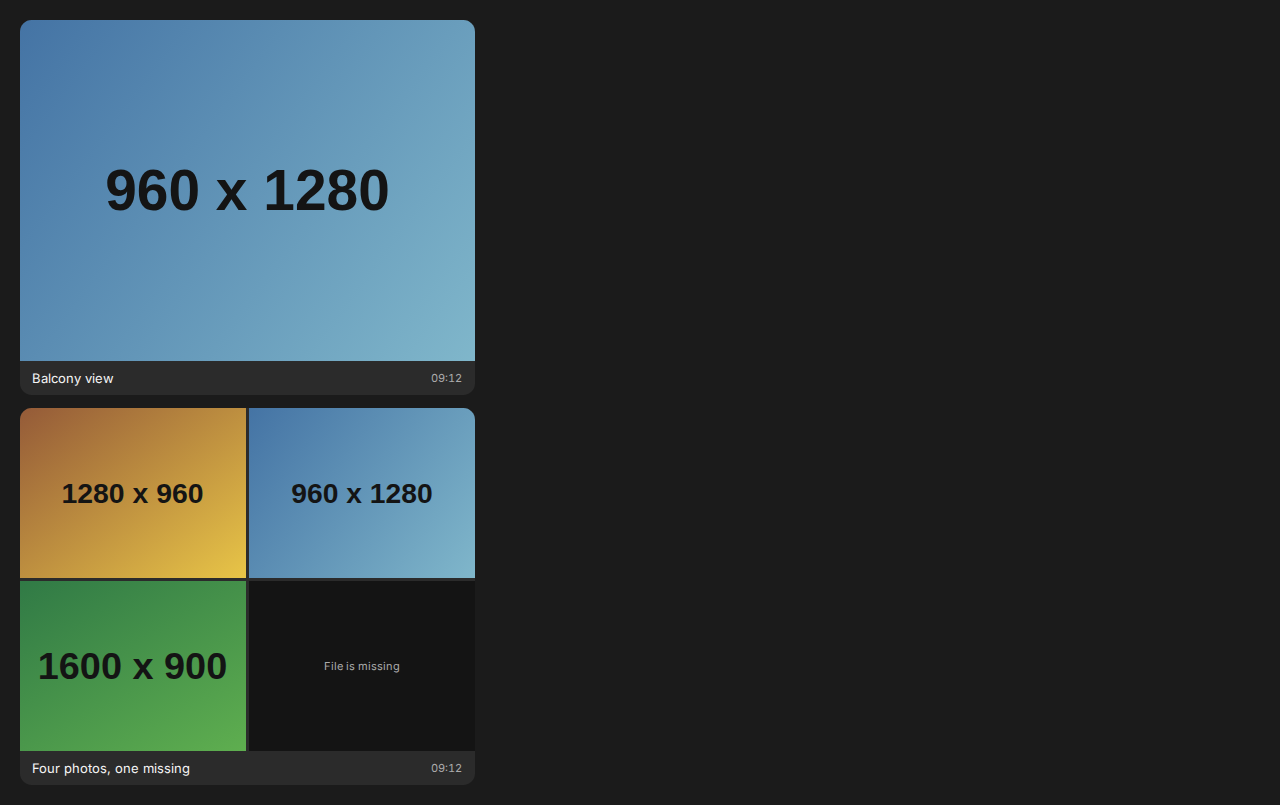 960 x 1280
Balcony view 09:12
1280 x 960 960 x 1280
1600 x 900 File is missing
Four photos, one missing 09:12